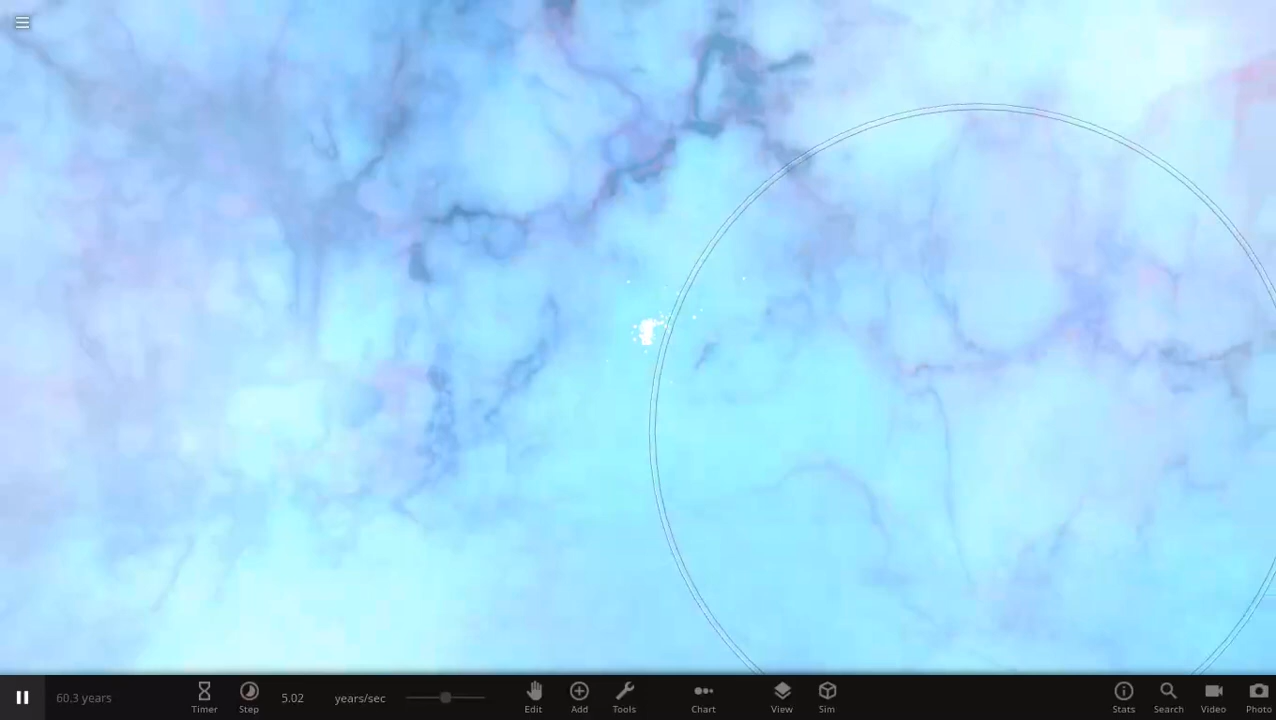 60.3 years
Timer
Step
5.02
years/sec
Edit
Add
Tools
Chart
View
Sim
Stats
Search
Video
Photo